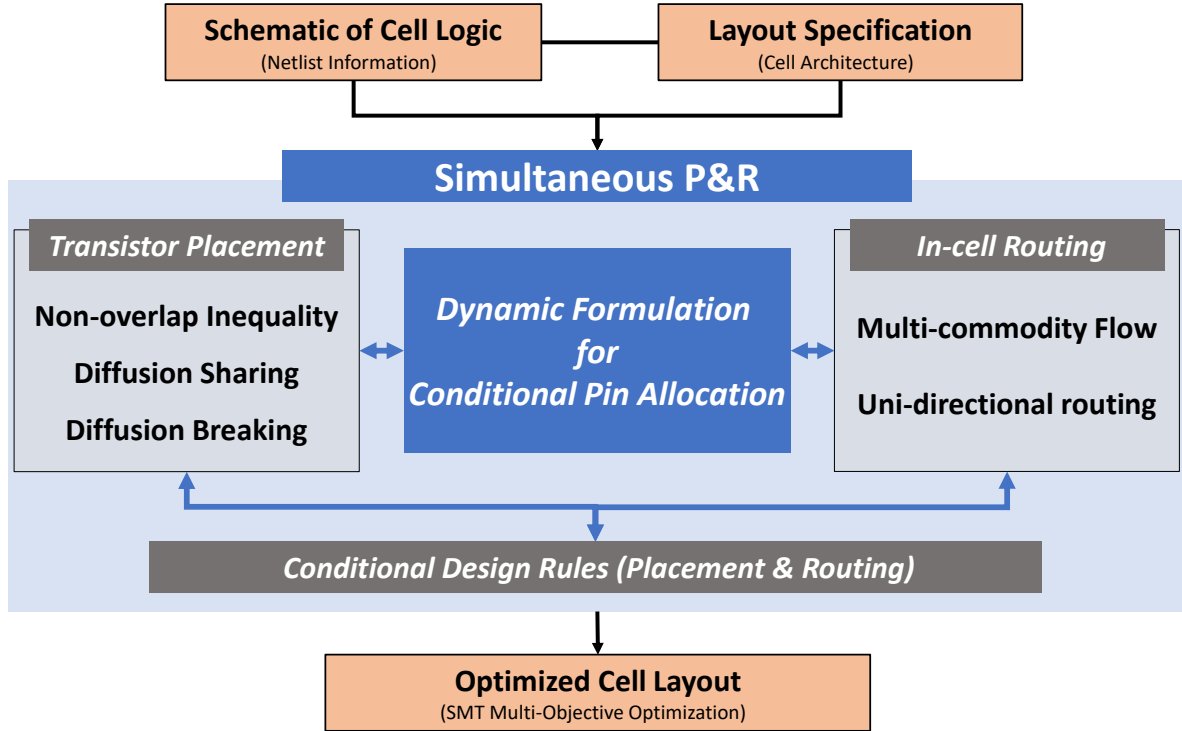 Schematic of Cell Logic
(Netlist Information)
Layout Specification
(Cell Architecture)
Simultaneous P&R
Transistor Placement
Non-overlap Inequality
Diffusion Sharing
Diffusion Breaking
Dynamic Formulation
for
Conditional Pin Allocation
In-cell Routing
Multi-commodity Flow
Uni-directional routing
Conditional Design Rules (Placement & Routing)
Optimized Cell Layout
(SMT Multi-Objective Optimization)